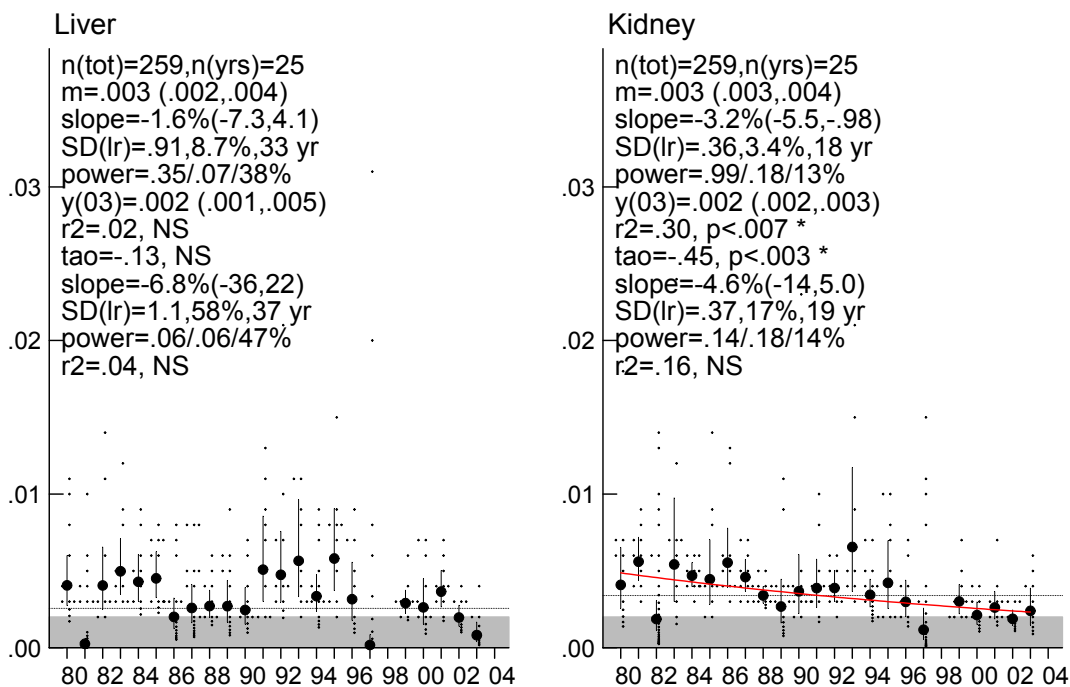 Liver
n(tot)=259,n(yrs)=25
m=.003 (.002,.004)
slope=-1.6%(-7.3,4.1)
SD(lr)=.91,8.7%,33 yr
power=.35/.07/38%
y(03)=.002 (.001,.005)
r2=.02, NS
tao=-.13, NS
slope=-6.8%(-36,22)
SD(lr)=1.1,58%,37 yr
power=.06/.06/47%
r2=.04, NS
.03
.02
.01
.00
80 82 84 86 88 90 92 94 96 98 00 02 04
Kidney
n(tot)=259,n(yrs)=25
m=.003 (.003,.004)
slope=-3.2%(-5.5,-.98)
SD(lr)=.36,3.4%,18 yr
power=.99/.18/13%
y(03)=.002 (.002,.003)
r2=.30, p<.007 *
tao=-.45, p<.003 *
slope=-4.6%(-14,5.0)
SD(lr)=.37,17%,19 yr
power=.14/.18/14%
r2=.16, NS
.03
.02
.01
.00
80 82 84 86 88 90 92 94 96 98 00 02 04